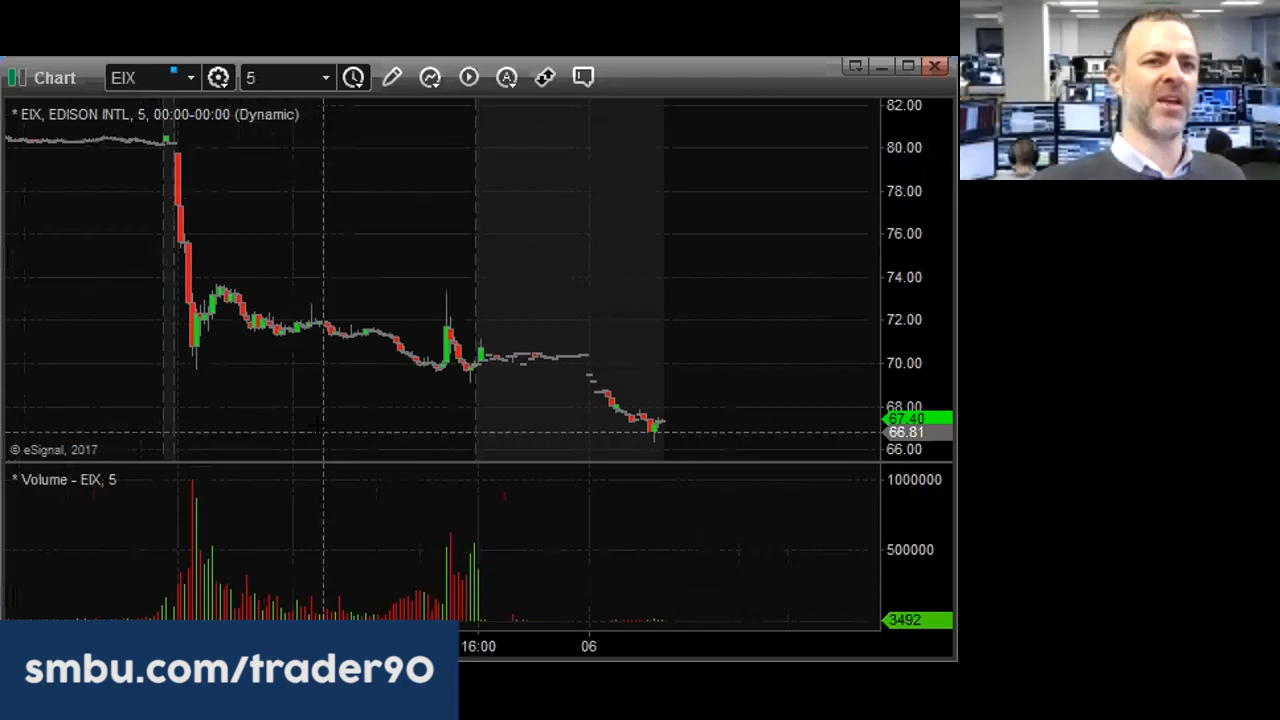 Chart
EIX
5
* EIX, EDISON INTL, 5, 00:00-00:00 (Dynamic)
82.00
80.00
78.00
76.00
74.00
72.00
70.00
68.00
67.40
66.81
66.00
© eSignal, 2017
* Volume - EIX, 5
1000000
500000
3492
16:00
06
smbu.com/trader90